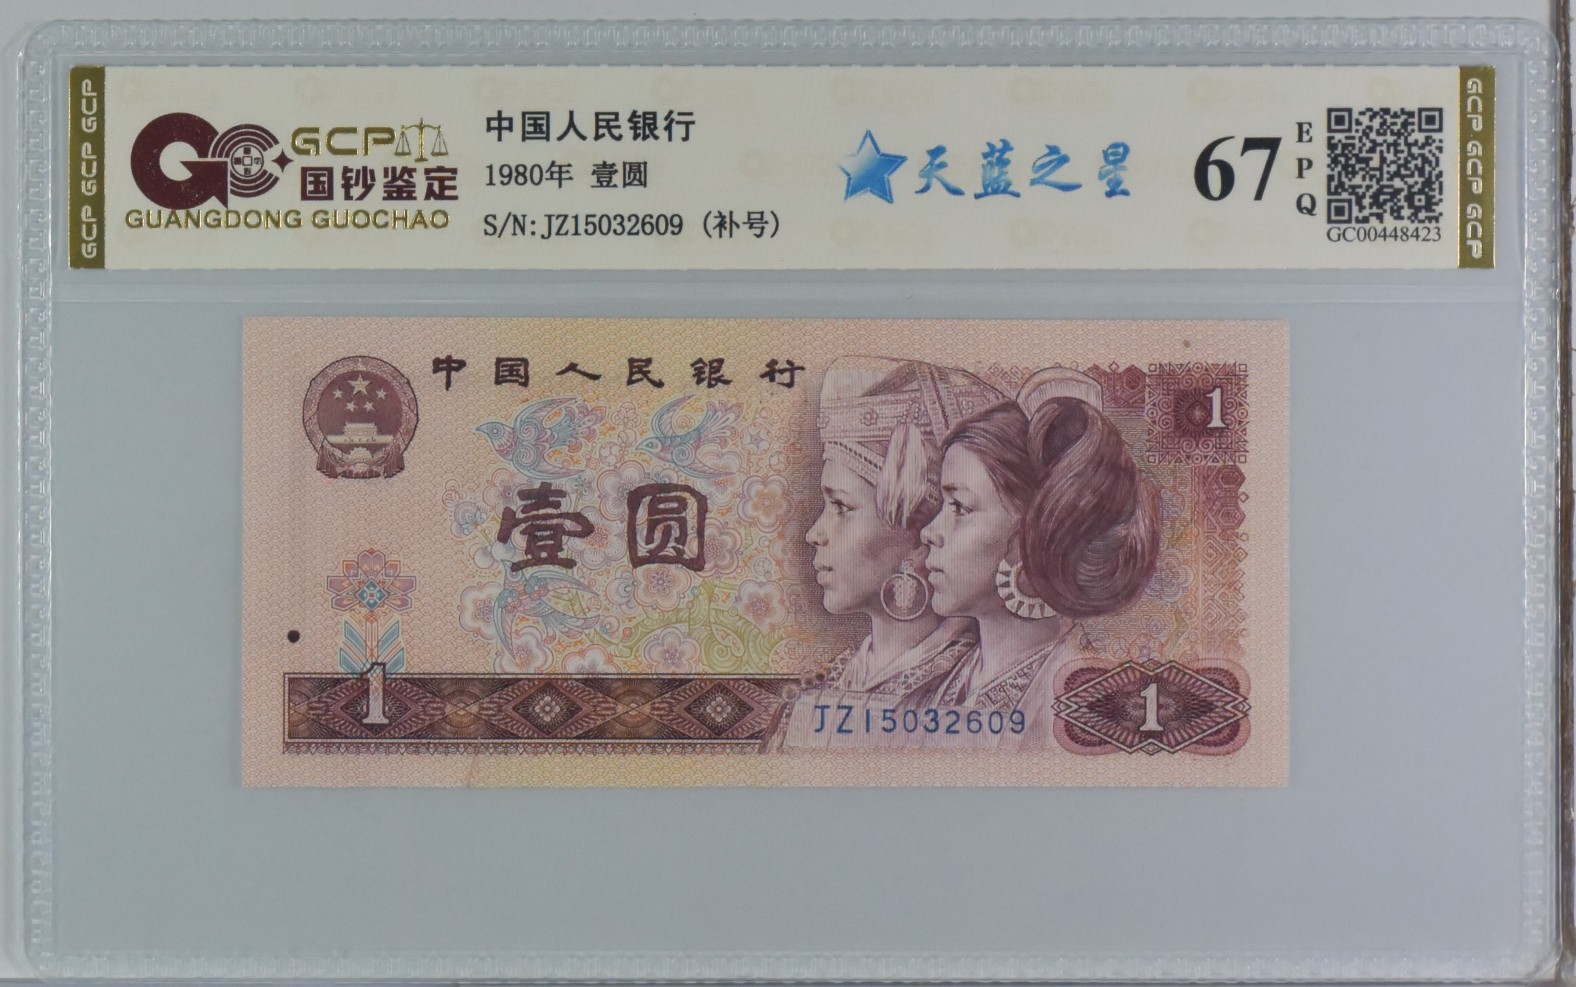 GCP GCP GCP
GCP
国钞鉴定
GUANGDONG GUOCHAO
中国人民银行
1980年 壹圆
S/N:JZ15032609 (补号)
天蓝之星
67
EPQ
GC00448423
GCP·GCP GCP
中国人民银行
1
壹圆
1
JZ15032609
1